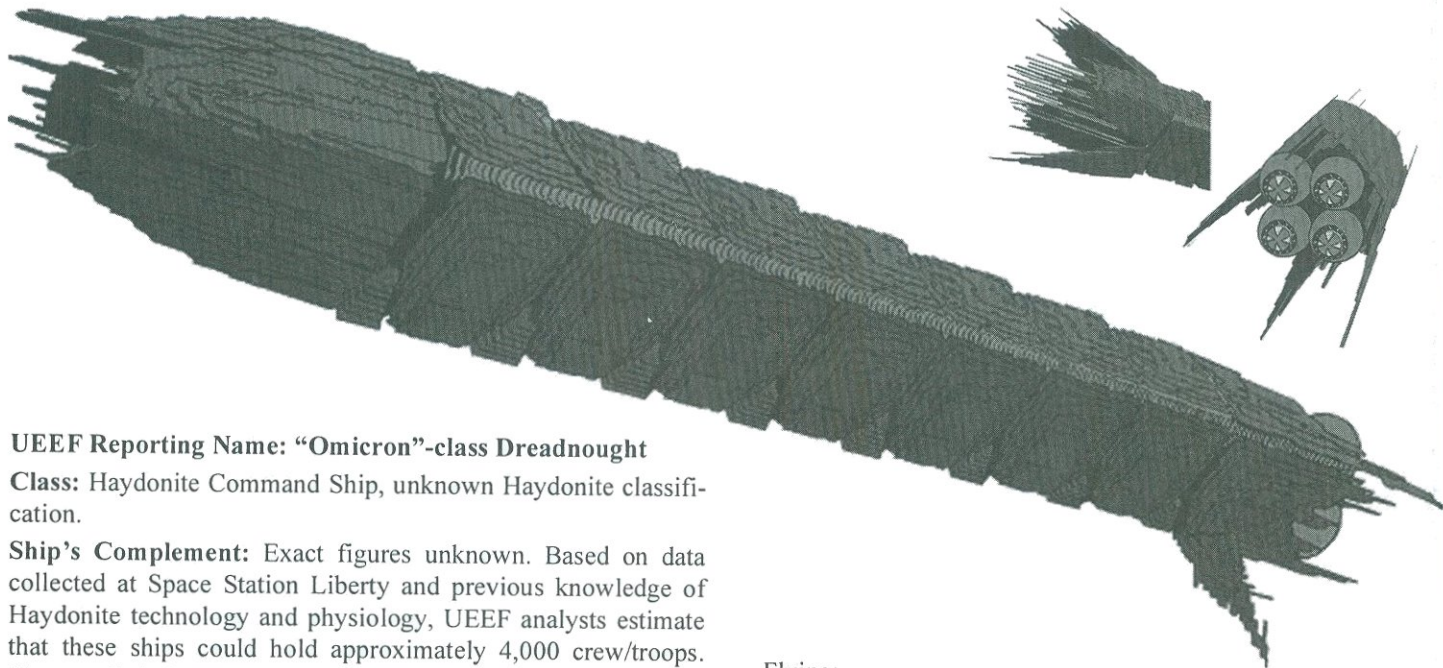 UEEF Reporting Name: “Omicron”-class Dreadnought
Class: Haydonite Command Ship, unknown Haydonite classifi-
cation.
Ship's Complement: Exact figures unknown. Based on data
collected at Space Station Liberty and previous knowledge of
Haydonite technology and physiology, UEEF analysts estimate
that these ships could hold approximately 4,000 crew/troops.